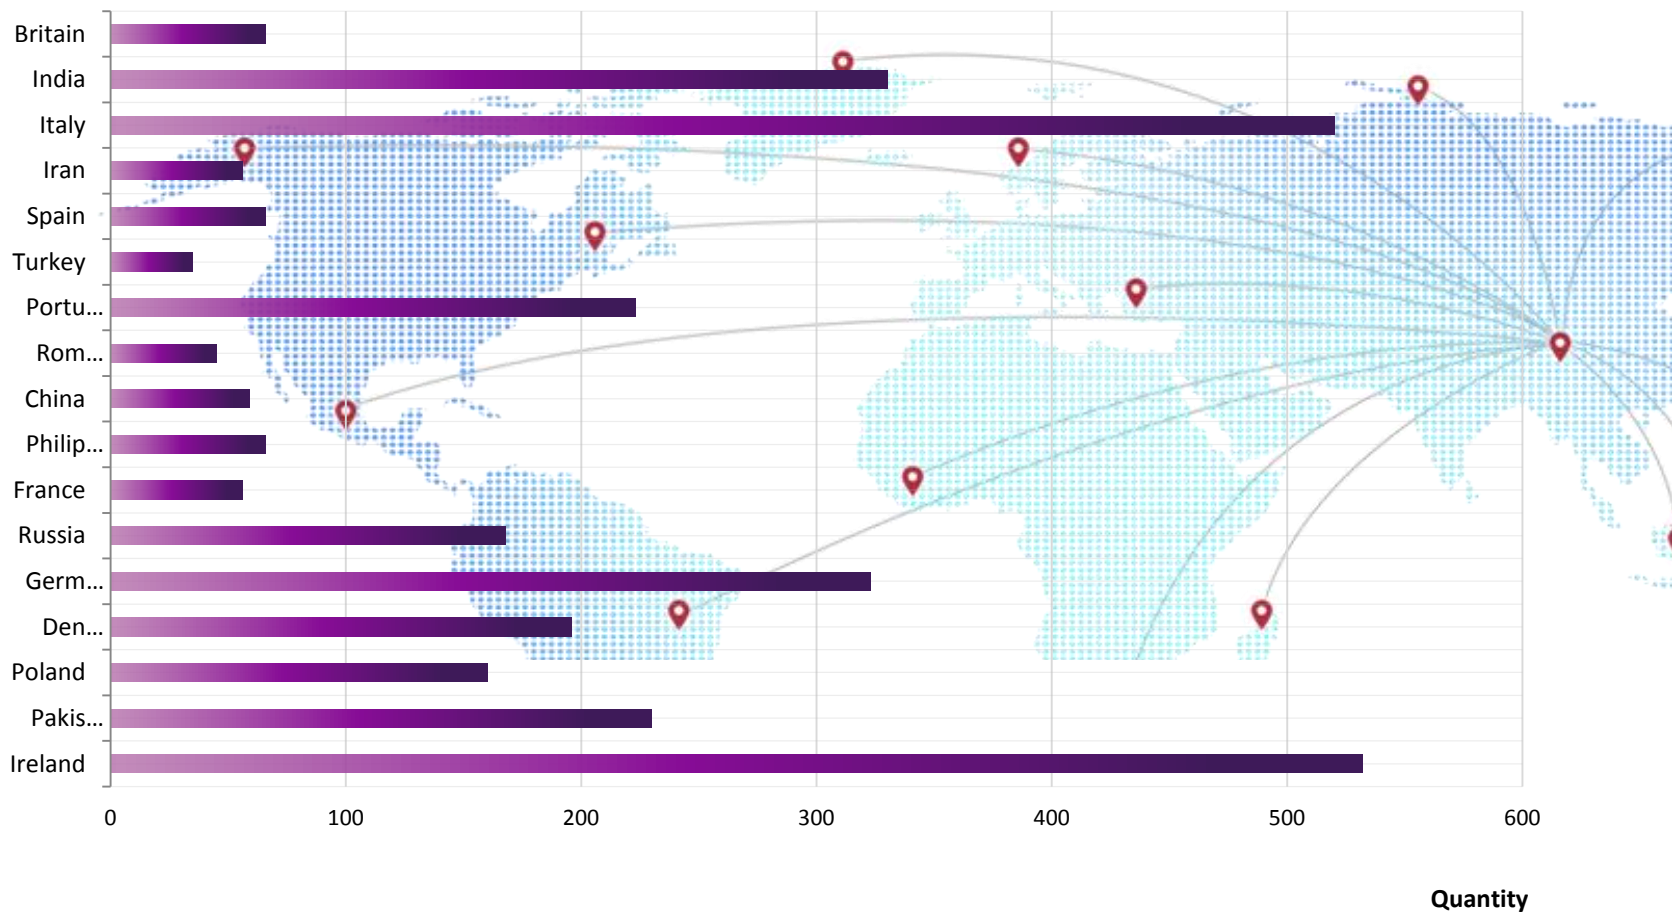 Britain
India
Italy
Iran
Spain
Turkey
Portu...
Rom...
China
Philip...
France
Russia
Germ...
Den...
Poland
Pakis...
Ireland
0 100 200 300 400 500 600
Quantity